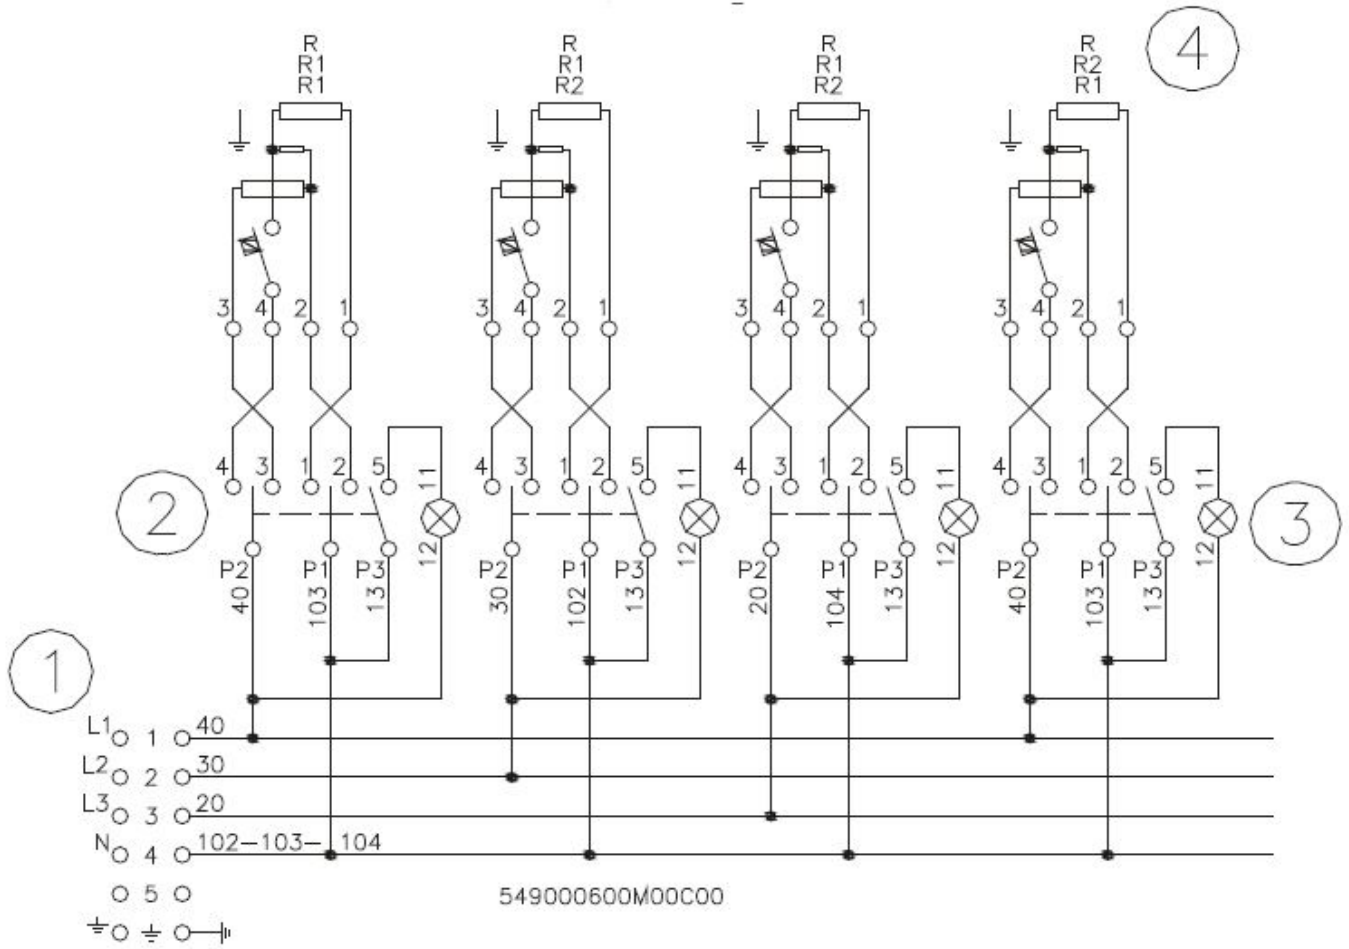 R R R R
R1 R1 R1 R2
R1 R2 R2 R1
4
3 4 2 1 3 4 2 1 3 4 2 1 3 4 2 1
4 3 1 2 5 11 4 3 1 2 5 11 4 3 1 2 5 11 4 3 1 2 5 11
2
3
12 12 12 12
P2 P1 P3 P2 P1 P3 P2 P1 P3 P2 P1 P3
40 103 13 30 102 13 20 104 13 40 103 13
1
L1 1 40
L2 2 30
L3 3 20
N 4 102-103- 104
5
549000600M00C00